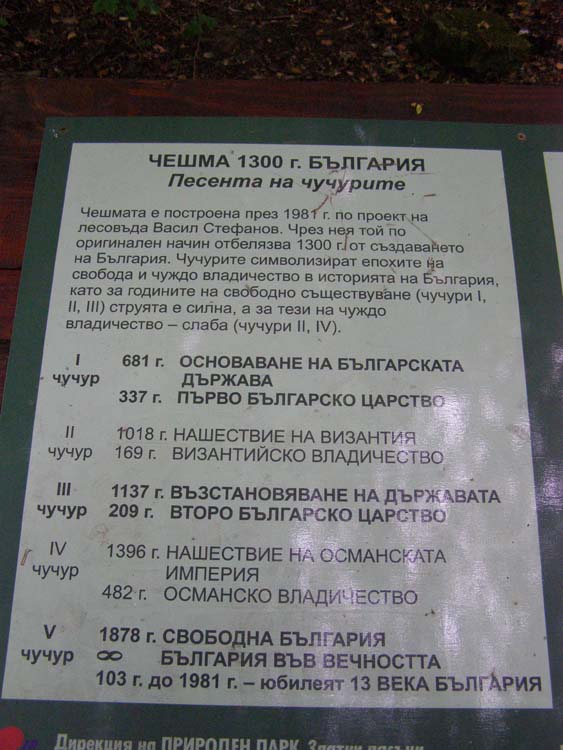 ЧЕШМА 1300 г. БЪЛГАРИЯ
Песента на чучурите
Чешмата е построена през 1981 г. по проект на
лесовъда Васил Стефанов. Чрез нея той по
оригинален начин отбелязва 1300 г. от създаването
на България. Чучурите символизират епохите на
свобода и чуждо владичество в историята на България,
като за годините на свободно съществуване (чучури I,
II, III) струята е силна, а за тези на чуждо
владичество – слаба (чучури II, IV).
I чучур 681 г. ОСНОВАВАНЕ НА БЪЛГАРСКАТА
ДЪРЖАВА
337 г. ПЪРВО БЪЛГАРСКО ЦАРСТВО
II 1018 г. НАШЕСТВИЕ НА ВИЗАНТИЯ
чучур 169 г. ВИЗАНТИЙСКО ВЛАДИЧЕСТВО
III 1137 г. ВЪЗСТАНОВЯВАНЕ НА ДЪРЖАВАТА
чучур 209 г. ВТОРО БЪЛГАРСКО ЦАРСТВО
IV 1396 г. НАШЕСТВИЕ НА ОСМАНСКАТА
чучур ИМПЕРИЯ
482 г. ОСМАНСКО ВЛАДИЧЕСТВО
V 1878 г. СВОБОДНА БЪЛГАРИЯ
чучур ∞ БЪЛГАРИЯ ВЪВ ВЕЧНОСТТА
103 г. до 1981 г. – юбилеят 13 ВЕКА БЪЛГАРИЯ
Дирекция на ПРИРОДЕН ПАРК Златни пясъци